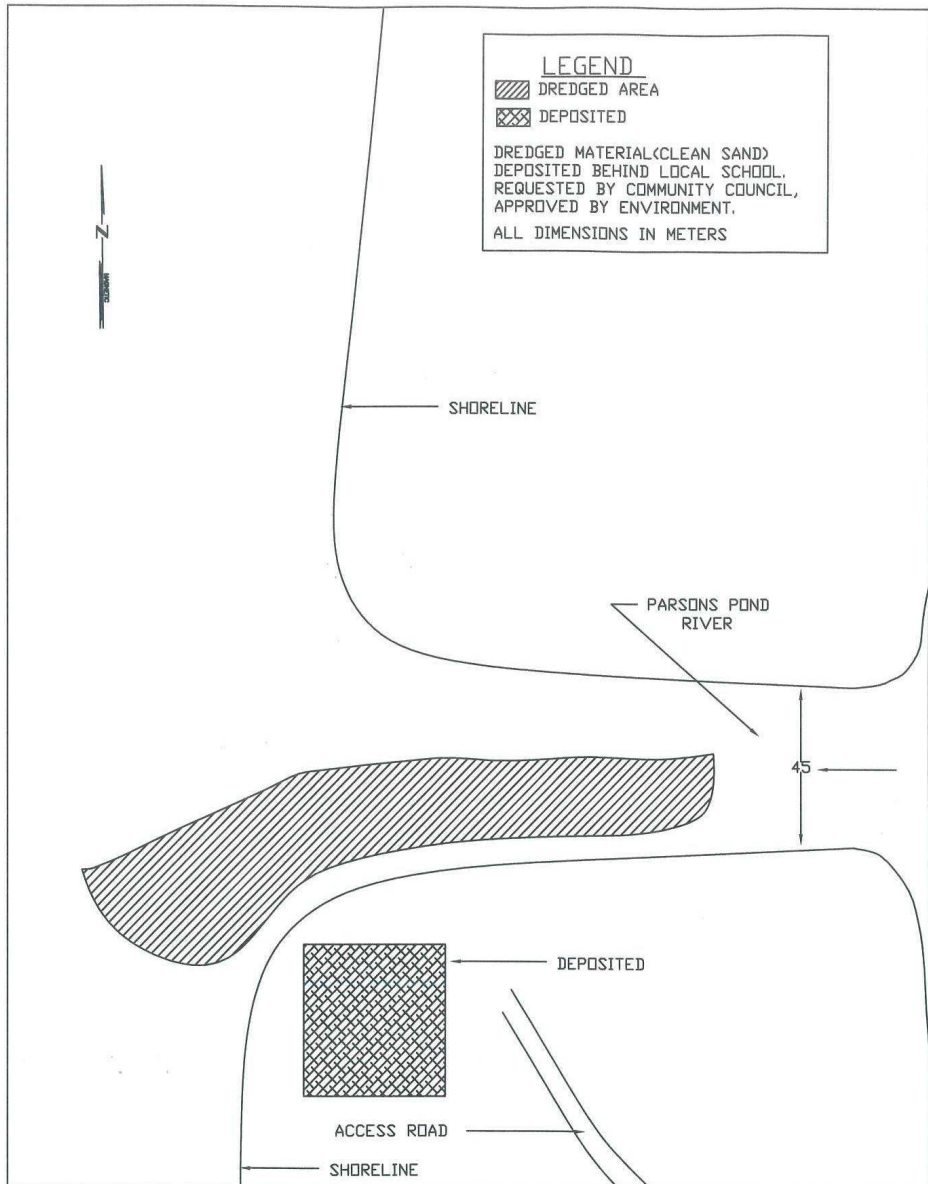 LEGEND
DREDGED AREA
DEPOSITED
DREDGED MATERIAL(CLEAN SAND)
DEPOSITED BEHIND LOCAL SCHOOL.
REQUESTED BY COMMUNITY COUNCIL,
APPROVED BY ENVIRONMENT.
ALL DIMENSIONS IN METERS
N
MAGNETIC
SHORELINE
PARSONS POND
RIVER
45
DEPOSITED
ACCESS ROAD
SHORELINE